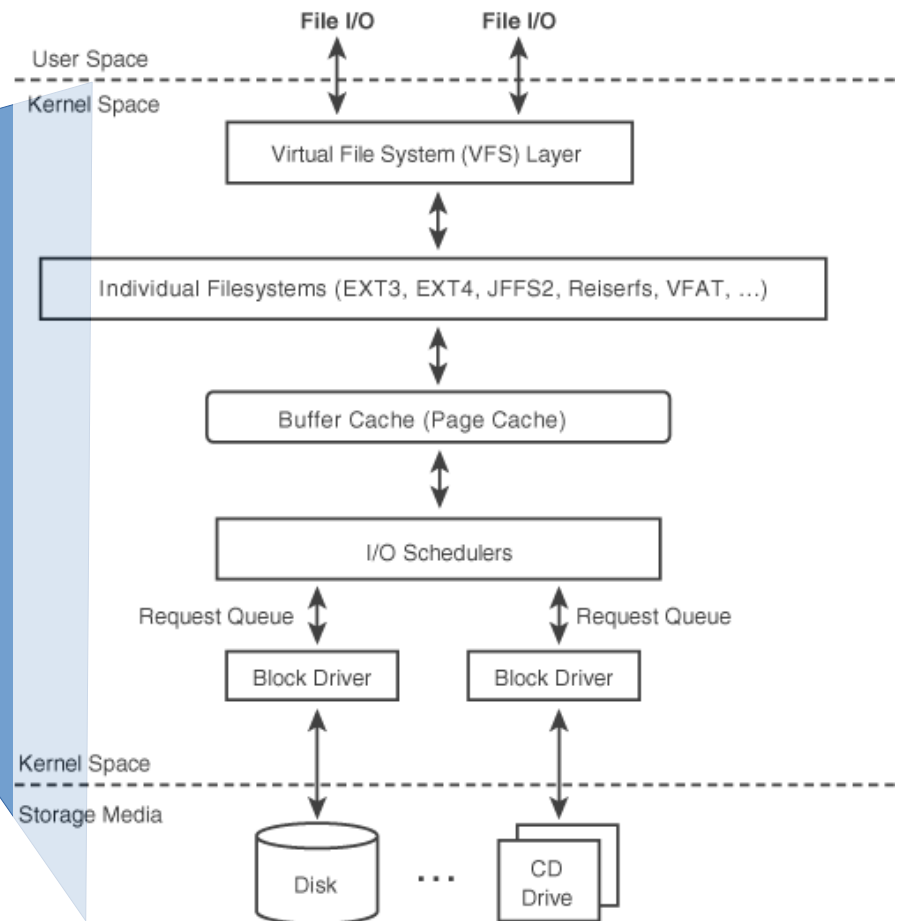 File I/O File I/O
User Space
Kernel Space
Virtual File System (VFS) Layer
Individual Filesystems (EXT3, EXT4, JFFS2, Reiserfs, VFAT, ...)
Buffer Cache (Page Cache)
I/O Schedulers
Request Queue Request Queue
Block Driver Block Driver
Kernel Space
Storage Media
Disk
...
CD
Drive